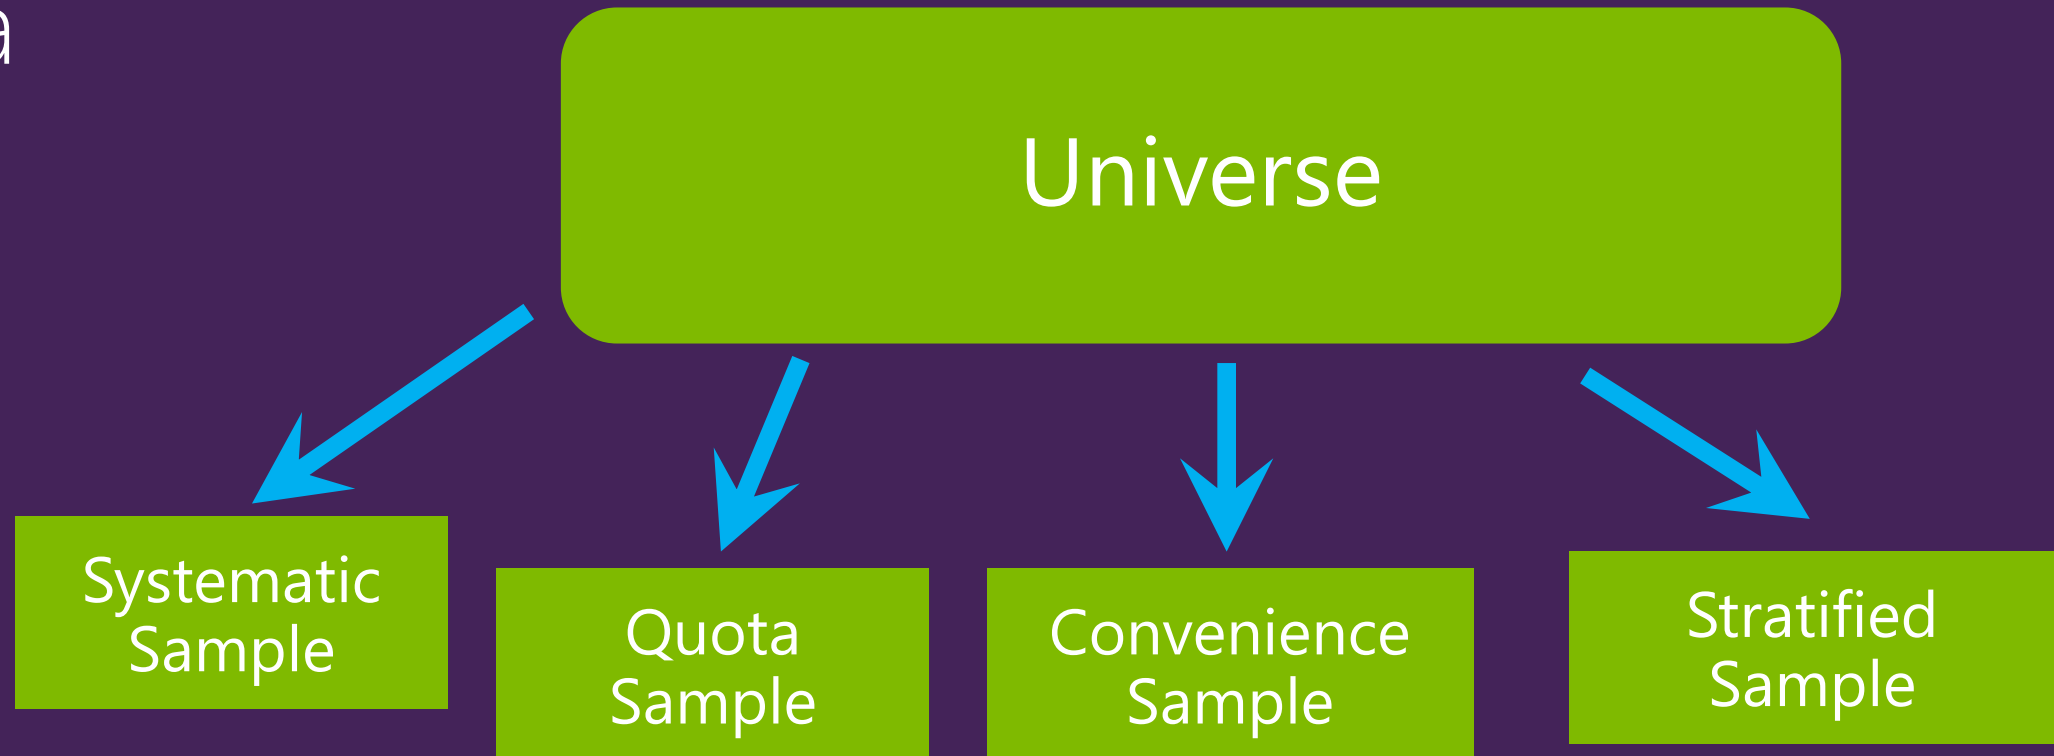 a
Universe
Systematic
Sample
Quota
Sample
Convenience
Sample
Stratified
Sample